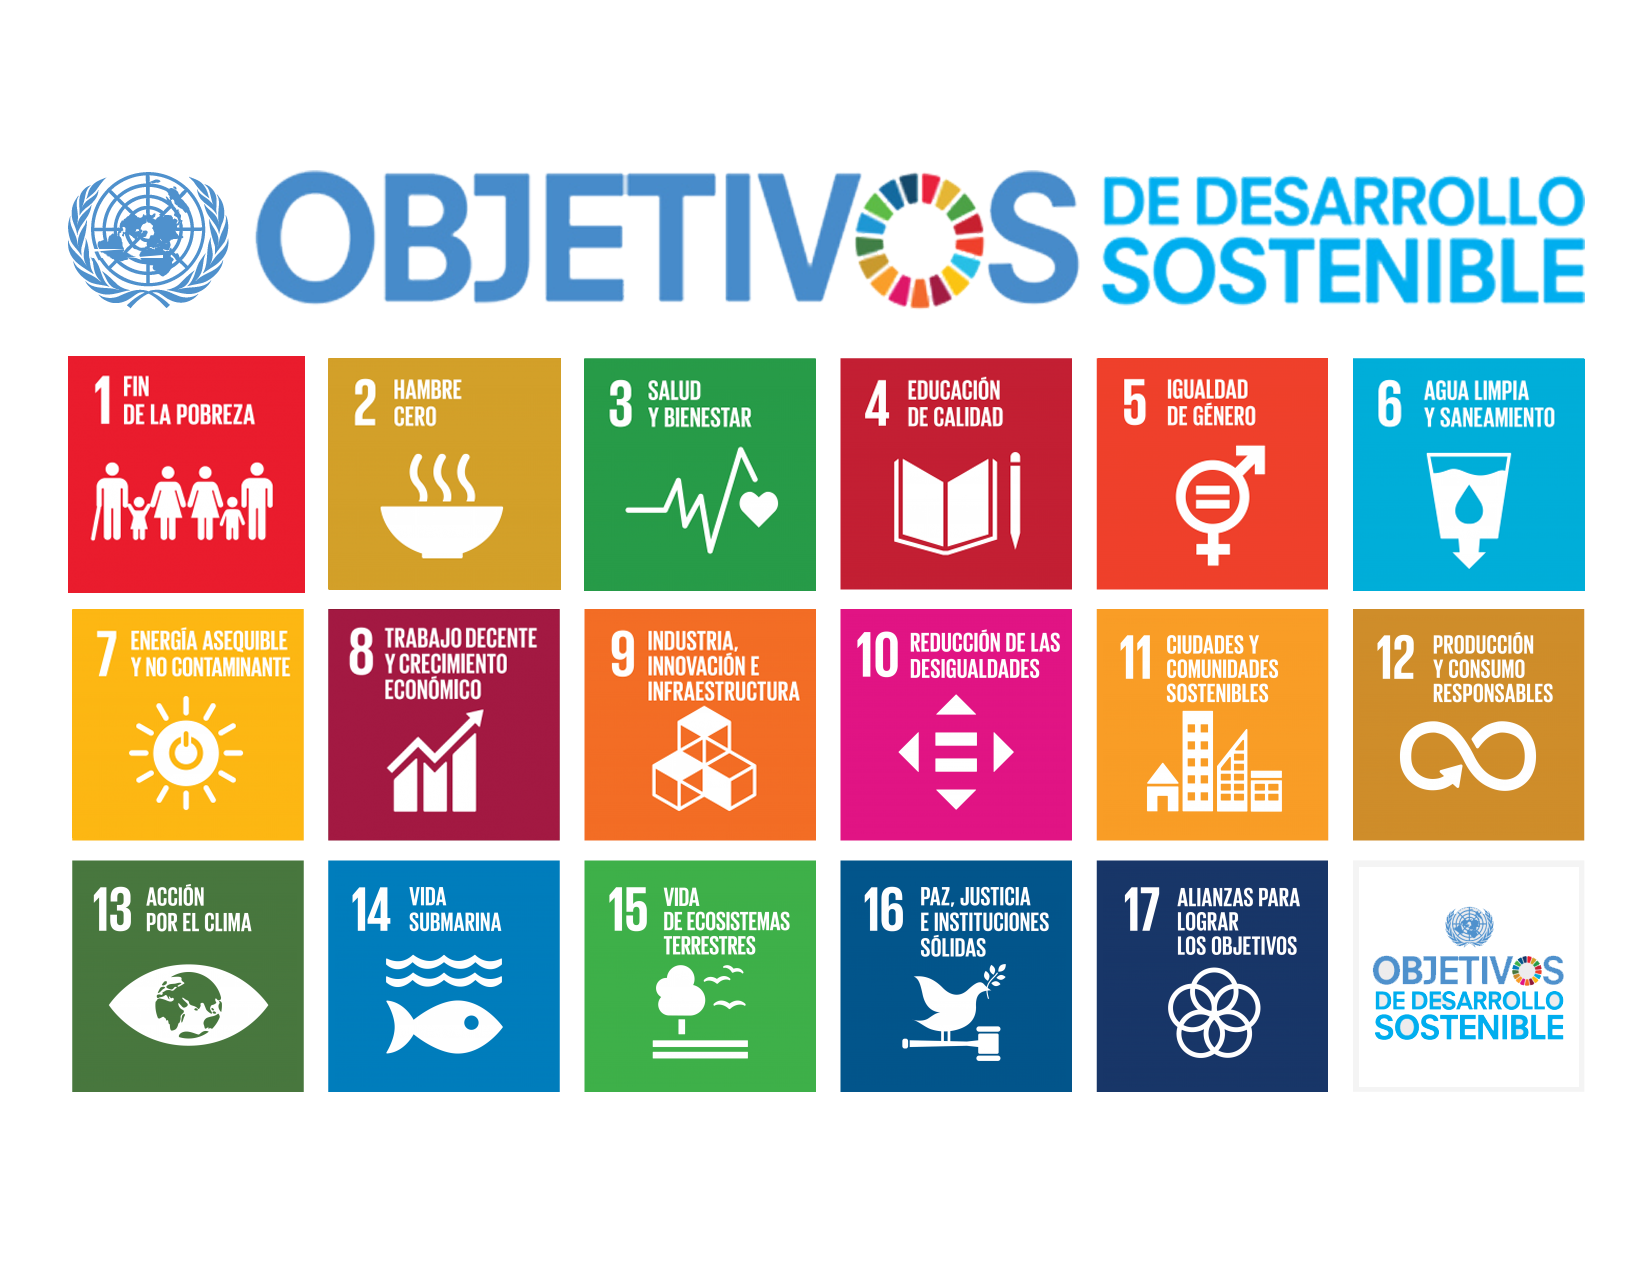 OBJETIVOS
DE DESARROLLO
SOSTENIBLE
1 FIN
DE LA POBREZA
2 HAMBRE
CERO
3 SALUD
Y BIENESTAR
4 EDUCACIÓN
DE CALIDAD
5 IGUALDAD
DE GÉNERO
6 AGUA LIMPIA
Y SANEAMIENTO
7 ENERGÍA ASEQUIBLE
Y NO CONTAMINANTE
8 TRABAJO DECENTE
Y CRECIMIENTO
ECONÓMICO
9 INDUSTRIA,
INNOVACIÓN E
INFRAESTRUCTURA
10 REDUCCIÓN DE LAS
DESIGUALDADES
11 CIUDADES Y
COMUNIDADES
SOSTENIBLES
12 PRODUCCIÓN
Y CONSUMO
RESPONSABLES
13 ACCIÓN
POR EL CLIMA
14 VIDA
SUBMARINA
15 VIDA
DE ECOSISTEMAS
TERRESTRES
16 PAZ, JUSTICIA
E INSTITUCIONES
SÓLIDAS
17 ALIANZAS PARA
LOGRAR
LOS OBJETIVOS
OBJETIVOS
DE DESARROLLO
SOSTENIBLE